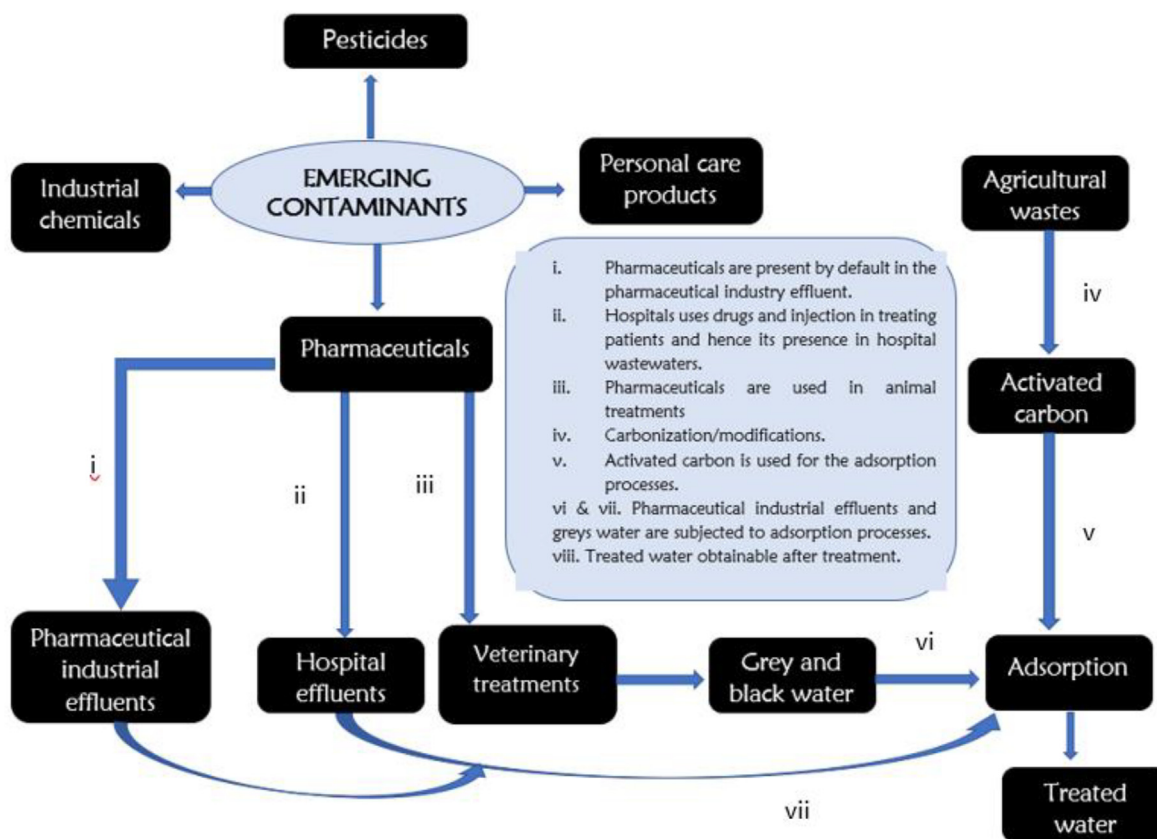 Pesticides
EMERGING
CONTAMINANTS
Industrial
chemicals
Personal care
products
Agricultural
wastes
i. Pharmaceuticals are present by default in the
pharmaceutical industry effluent.
ii. Hospitals uses drugs and injection in treating
patients and hence its presence in hospital
wastewaters.
iii. Pharmaceuticals are used in animal
treatments
iv. Carbonization/modifications.
v. Activated carbon is used for the adsorption
processes.
vi & vii. Pharmaceutical industrial effluents and
greys water are subjected to adsorption processes.
viii. Treated water obtainable after treatment.
iv
Pharmaceuticals
Activated
carbon
i
ii
iii
v
Pharmaceutical
industrial
effluents
Hospital
effluents
Veterinary
treatments
Grey and
black water
vi
Adsorption
vii
Treated
water